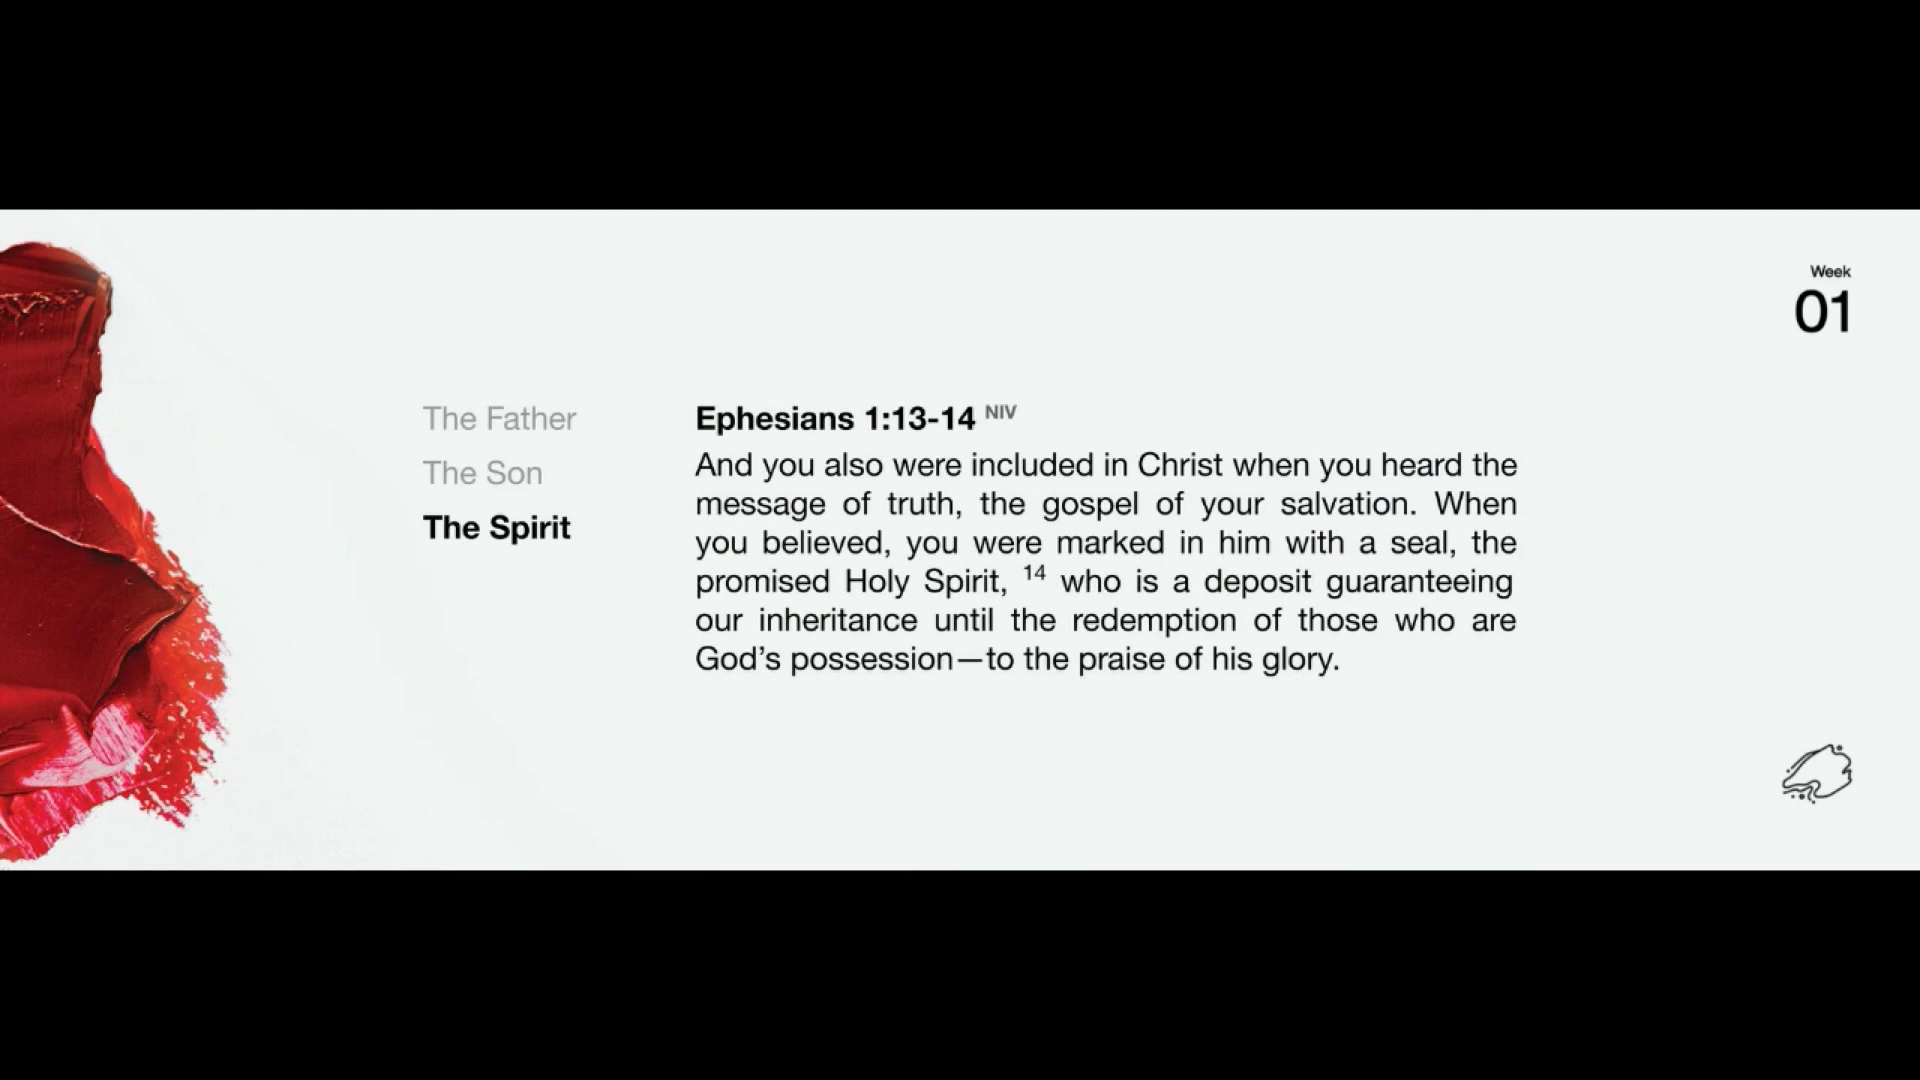 Week
01
The Father
The Son
The Spirit
Ephesians 1:13-14 NIV
And you also were included in Christ when you heard the
message of truth, the gospel of your salvation. When
you believed, you were marked in him with a seal, the
promised Holy Spirit, 14 who is a deposit guaranteeing
our inheritance until the redemption of those who are
God’s possession—to the praise of his glory.